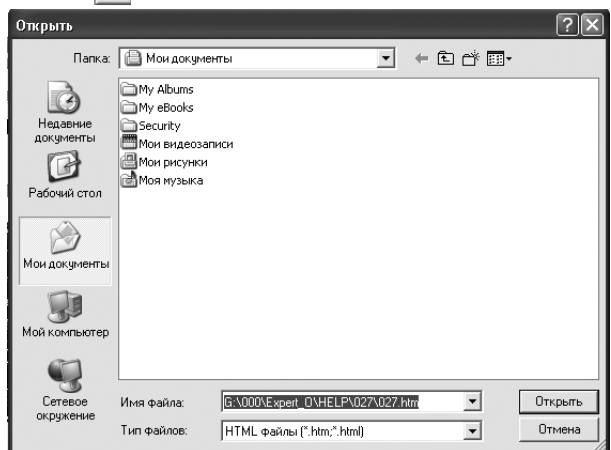 Открыть
Папка: Мои документы
My Albums
My eBooks
Security
Мои видеозаписи
Мои рисунки
Моя музыка
Недавние
документы
Рабочий стол
Мои документы
Мой компьютер
Сетевое
окружение
Имя файла: G:\000\Expert_O\HELP\027\027.htm Открыть
Тип файлов: HTML файлы (*.htm;*.html) Отмена